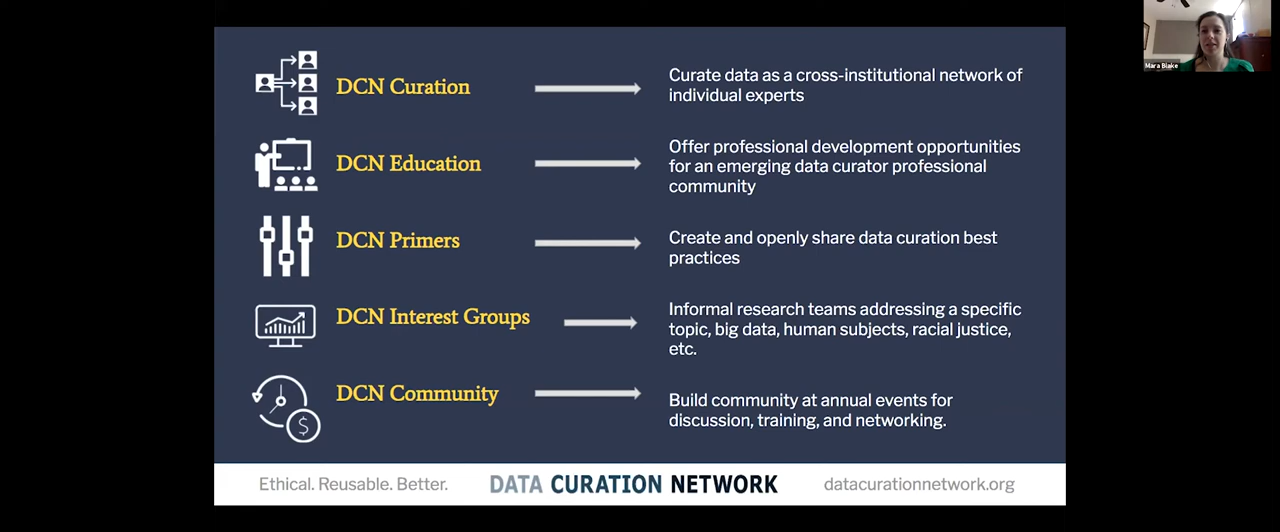 Mara Blake
DCN Curation
Curate data as a cross-institutional network of
individual experts
DCN Education
Offer professional development opportunities
for an emerging data curator professional
community
DCN Primers
Create and openly share data curation best
practices
DCN Interest Groups
Informal research teams addressing a specific
topic, big data, human subjects, racial justice,
etc.
DCN Community
Build community at annual events for
discussion, training, and networking.
$
Ethical. Reusable. Better.
DATA CURATION NETWORK
datacurationnetwork.org